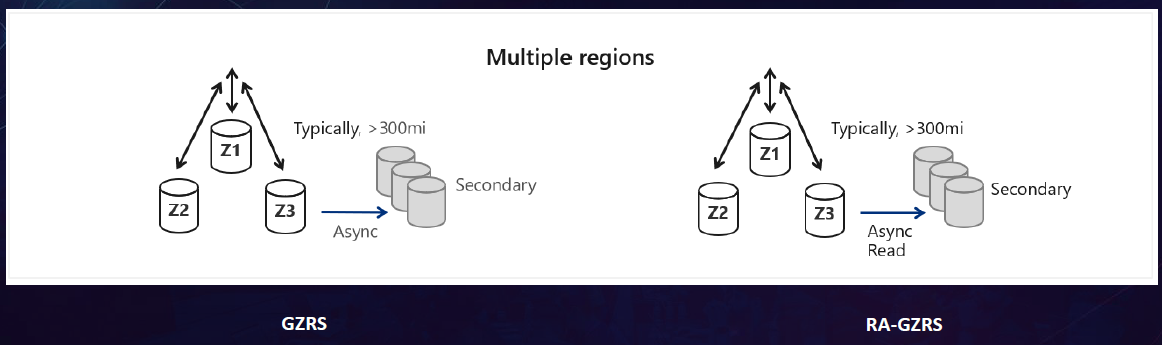 Multiple regions
Typically, >300mi
Z1
Z2
Z3
Secondary
Async
Typically, >300mi
Z1
Z2
Z3
Secondary
Async
Read
GZRS
RA-GZRS